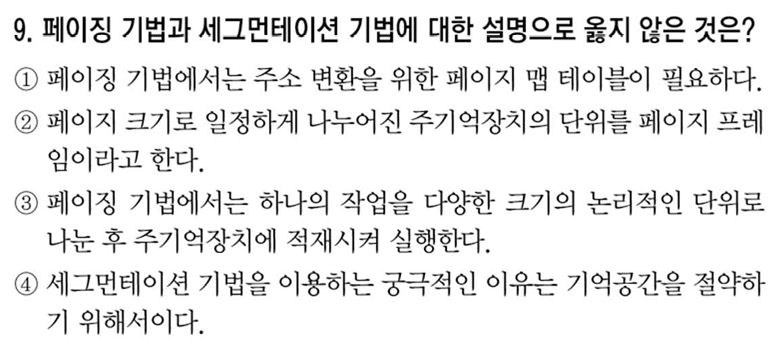 9. 페이징 기법과 세그먼테이션 기법에 대한 설명으로 옳지 않은 것은?
① 페이징 기법에서는 주소 변환을 위한 페이지 맵 테이블이 필요하다.
② 페이지 크기로 일정하게 나누어진 주기억장치의 단위를 페이지 프레
임이라고 한다.
③ 페이징 기법에서는 하나의 작업을 다양한 크기의 논리적인 단위로
나눈 후 주기억장치에 적재시켜 실행한다.
④ 세그먼테이션 기법을 이용하는 궁극적인 이유는 기억공간을 절약하
기 위해서이다.